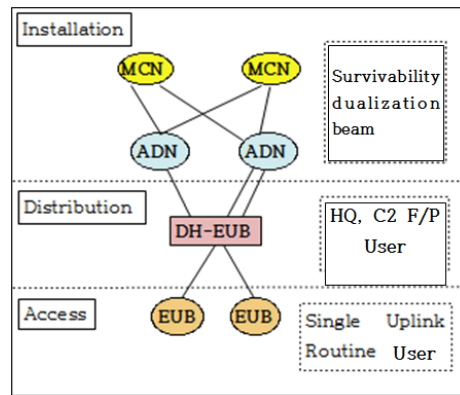 Installation
MCN MCN
Survivability
dualization
beam
ADN ADN
Distribution
DH-EUB
HQ, C2 F/P
User
Access
EUB EUB
Single Uplink
Routine User